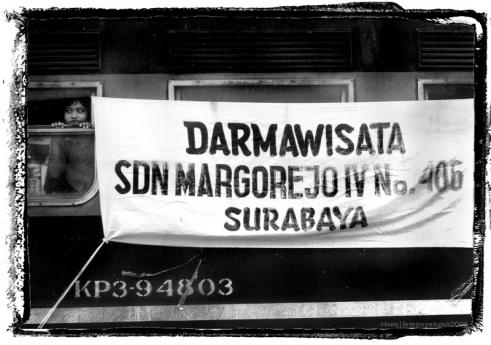 DARMAWISATA
SDN MARGOREJO IV No. 406
SURABAYA
KP3-94803